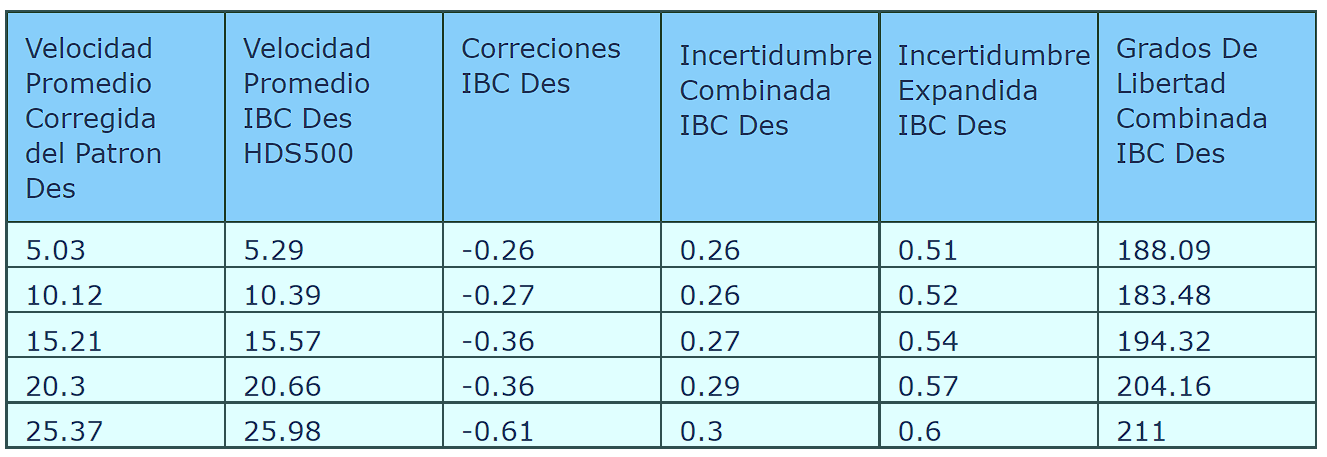 Velocidad Promedio Corregida del Patron Des	Velocidad Promedio IBC Des HDS500	Correciones IBC Des	Incertidumbre Combinada IBC Des	Incertidumbre Expandida IBC Des	Grados De Libertad Combinada IBC Des
5.03	5.29	-0.26	0.26	0.51	188.09
10.12	10.39	-0.27	0.26	0.52	183.48
15.21	15.57	-0.36	0.27	0.54	194.32
20.3	20.66	-0.36	0.29	0.57	204.16
25.37	25.98	-0.61	0.3	0.6	211